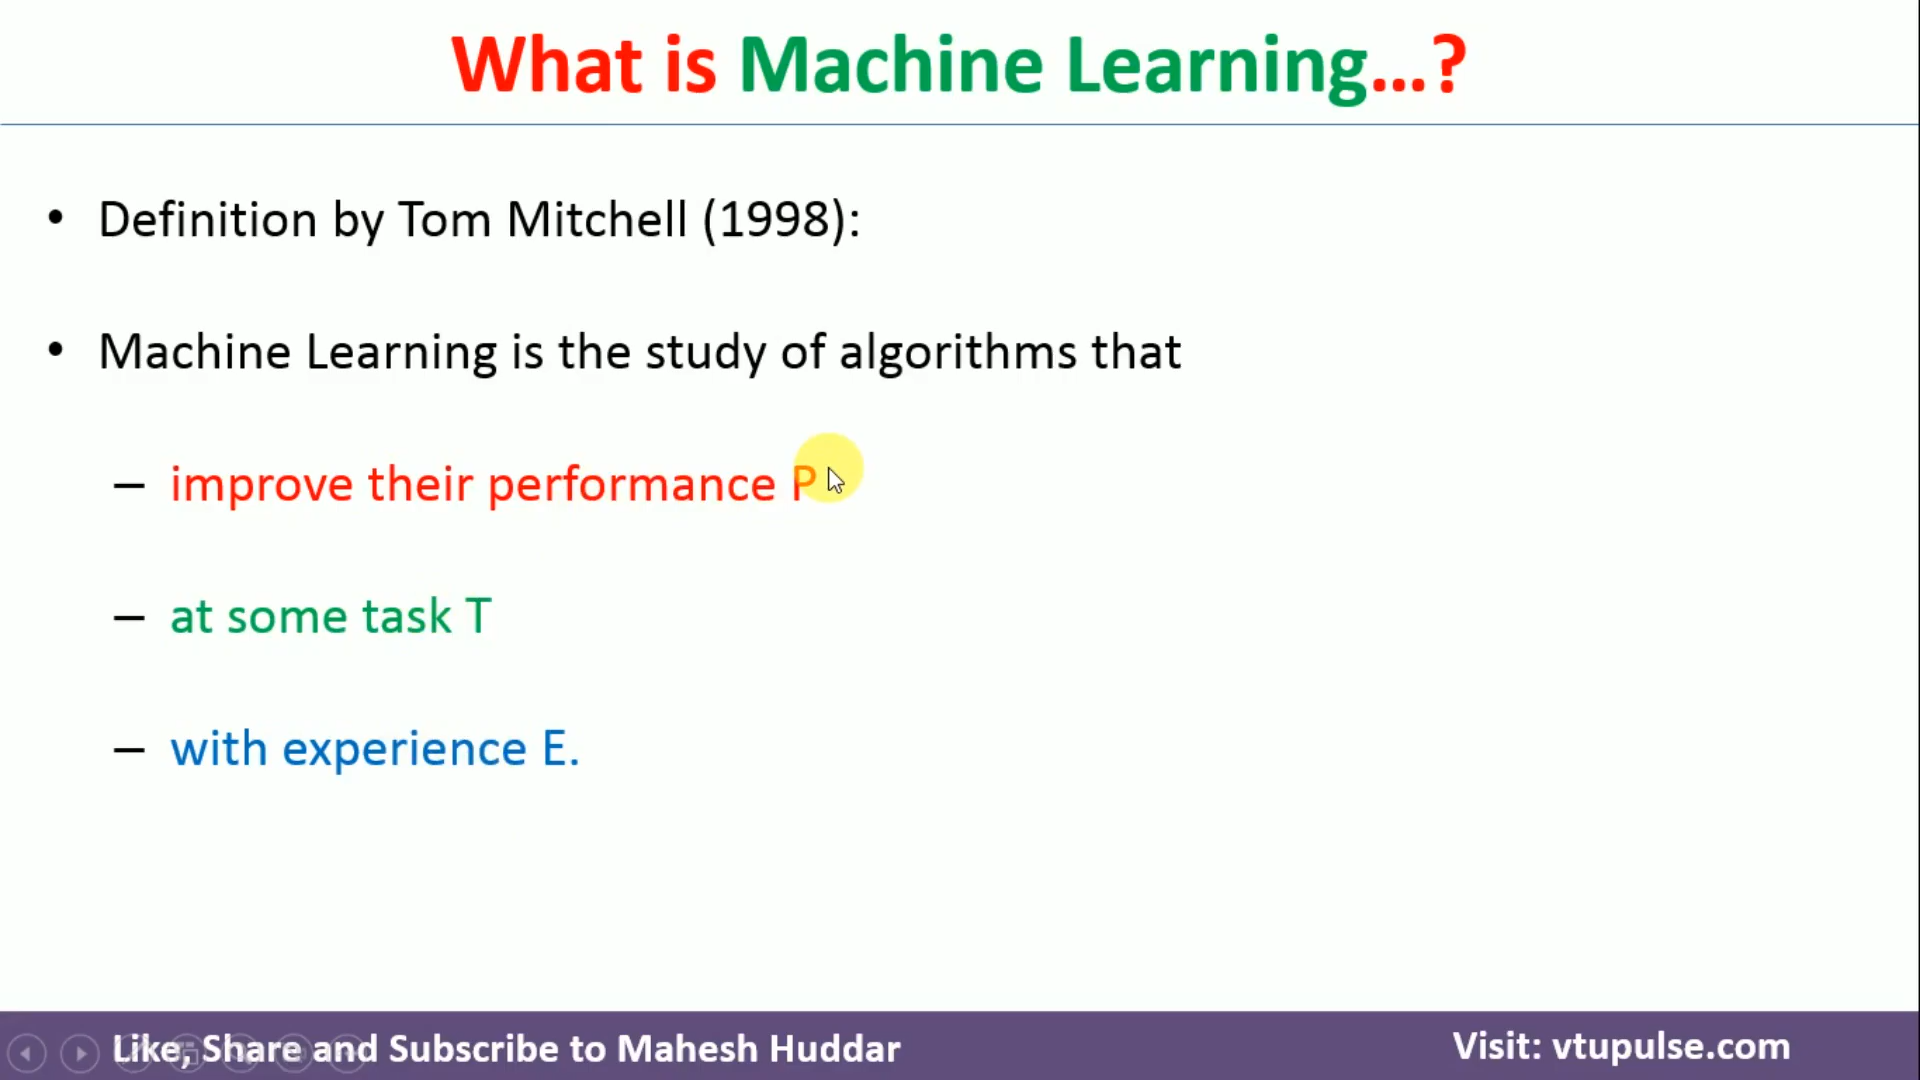 What is Machine Learning...?
• Definition by Tom Mitchell (1998):
• Machine Learning is the study of algorithms that
– improve their performance P
– at some task T
– with experience E.
Like, Share and Subscribe to Mahesh Huddar
Visit: vtupulse.com